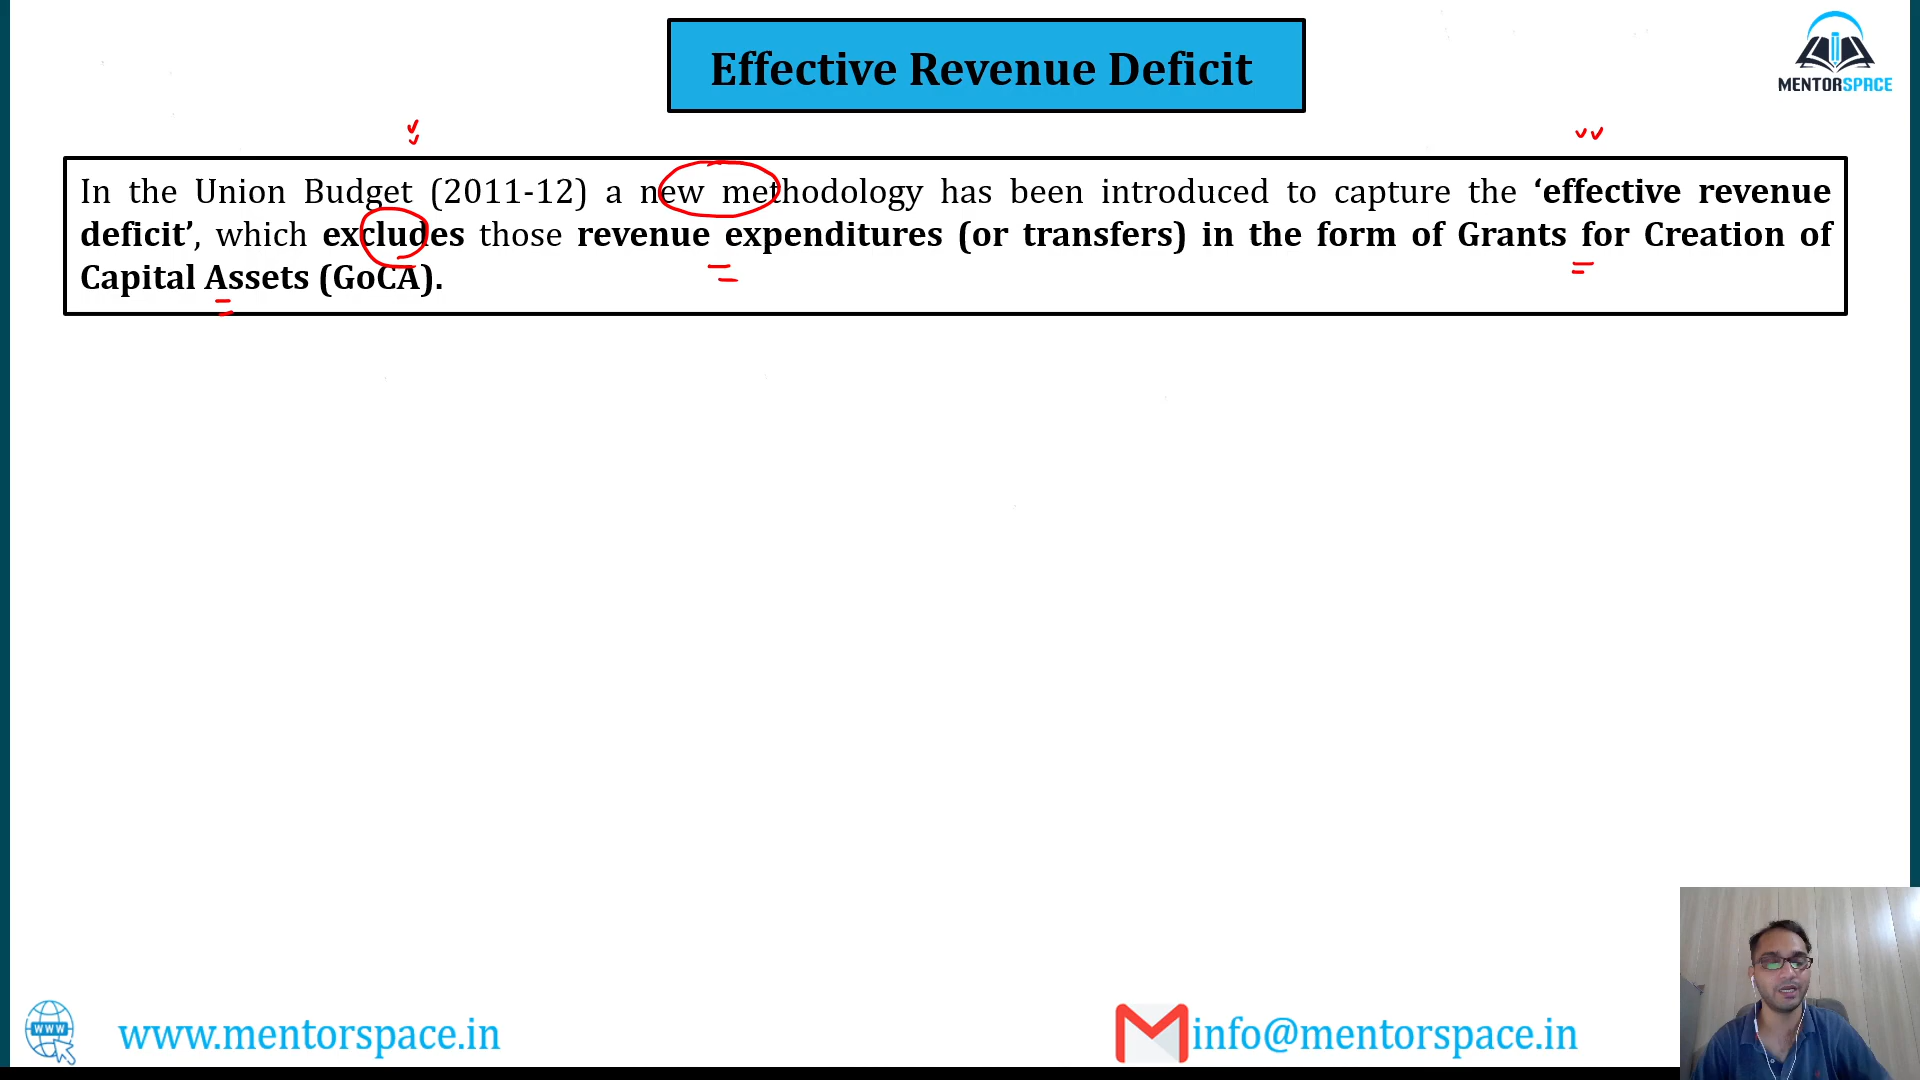 Effective Revenue Deficit
MENTORSPACE
In the Union Budget (2011-12) a new methodology has been introduced to capture the ‘effective revenue
deficit’, which excludes those revenue expenditures (or transfers) in the form of Grants for Creation of
Capital Assets (GoCA).
www
www.mentorspace.in
info@mentorspace.in